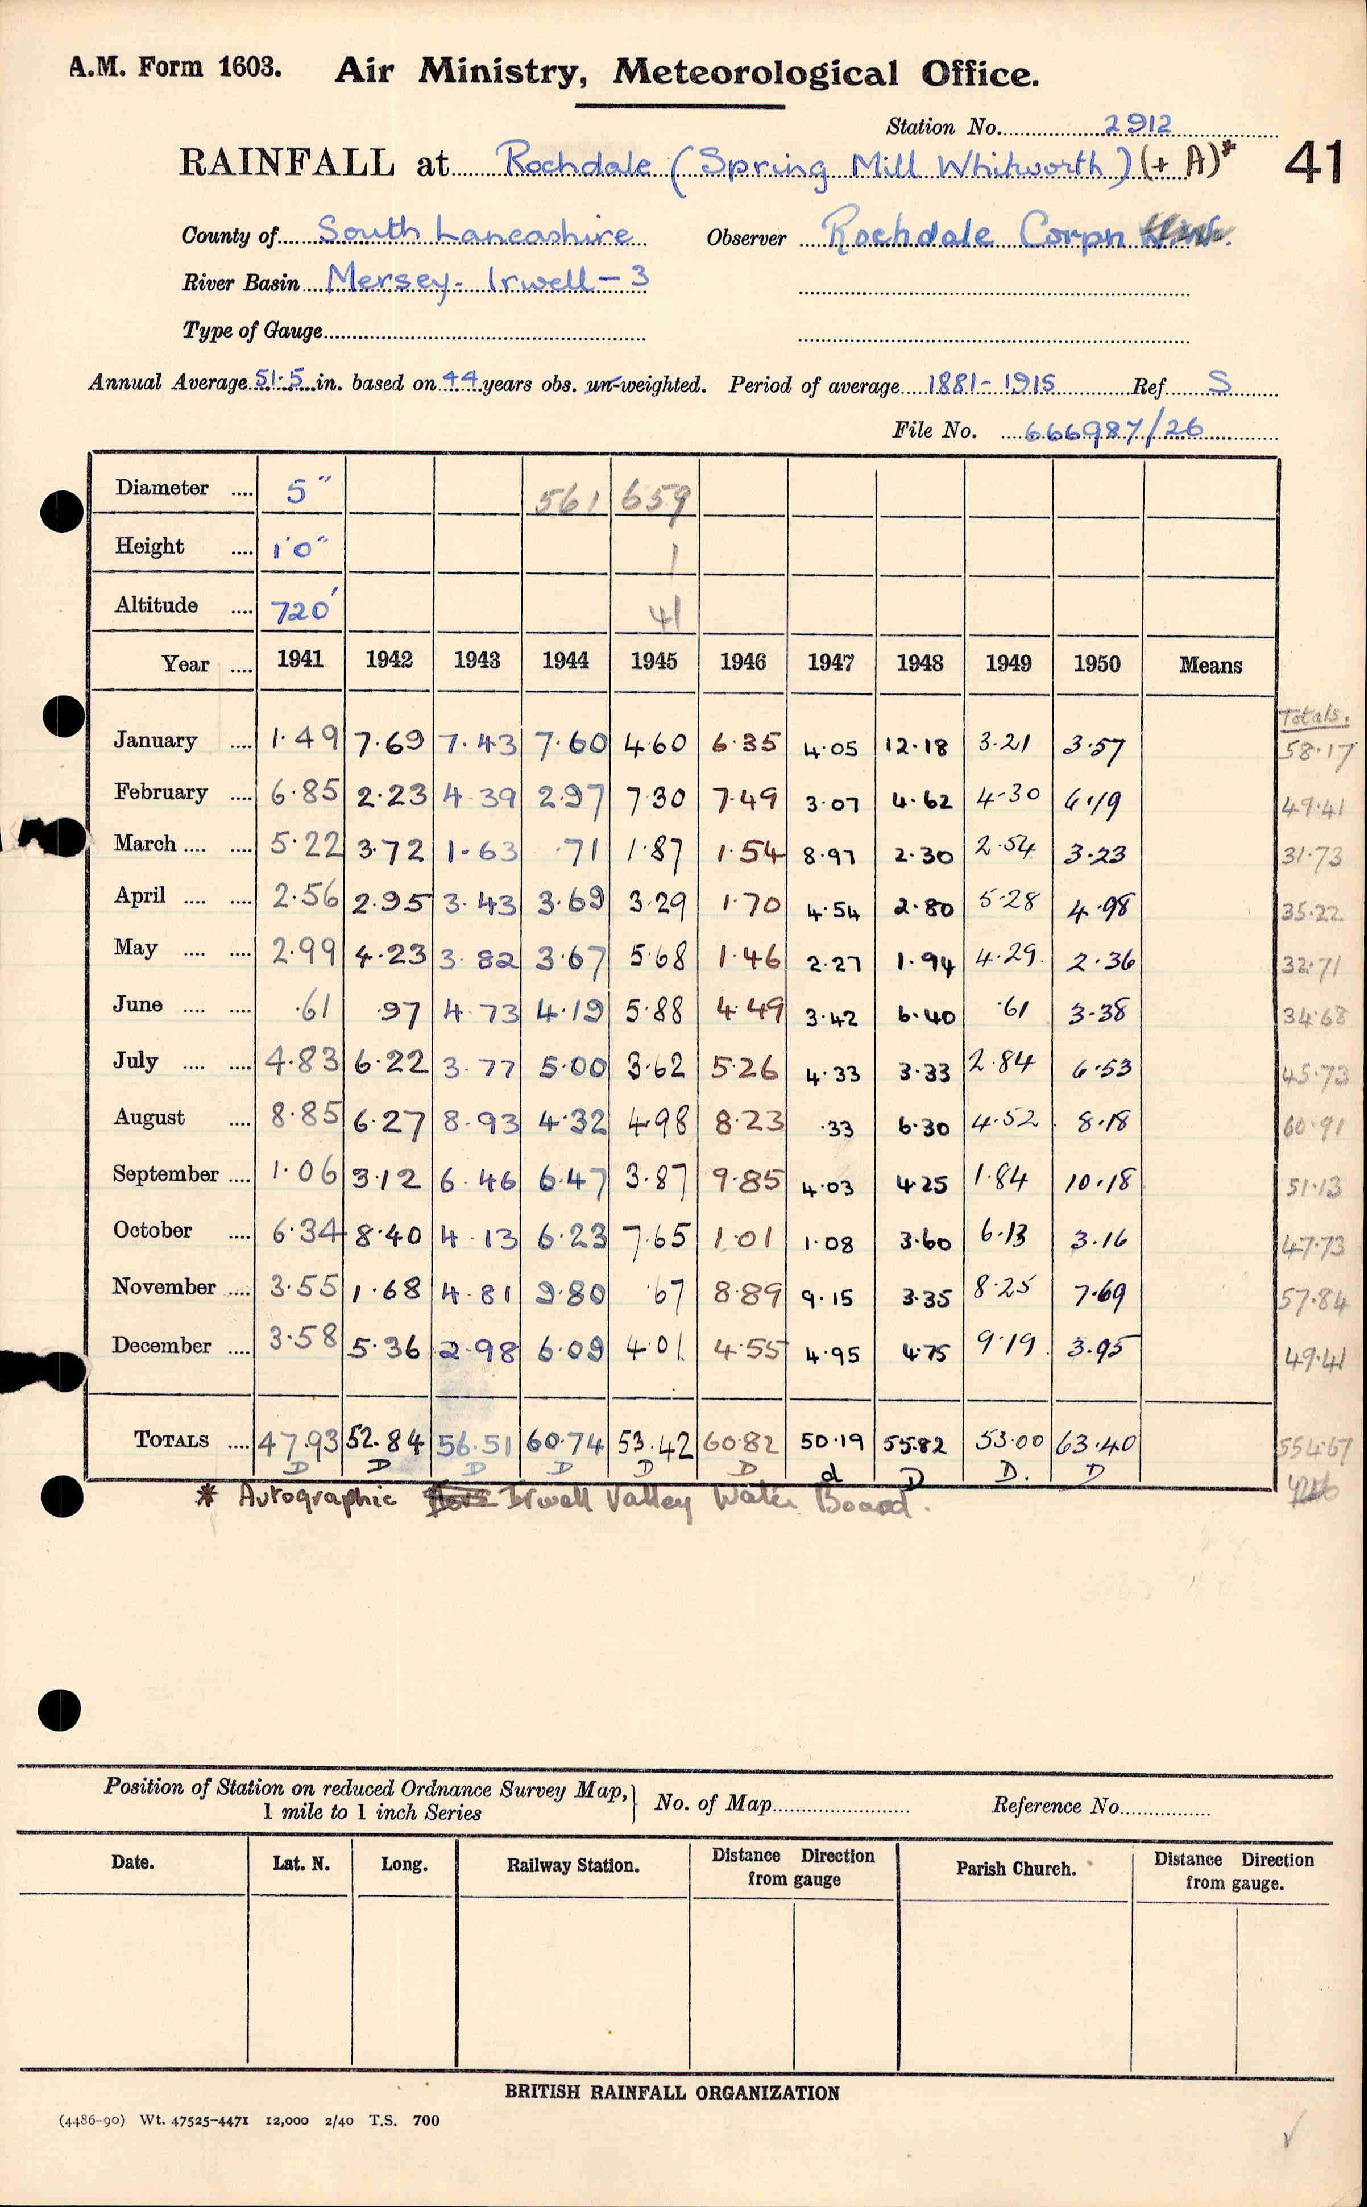 A.M. Form 1603. Air Ministry, Meteorological Office.
Station No. 2912
RAINFALL at Rochdale (Spring Mill Whitworth) (+ A)* 41
County of South Lancashire Observer Rochdale Corpn
River Basin Mersey - Irwell - 3
Type of Gauge
Annual Average 51.5 in. based on 44 years obs. un-weighted. Period of average 1881 - 1915 Ref. S
File No. 666987/26
Diameter .... 5" 561 659
Height .... 1'0" 1
Altitude .... 720' 41
Year .... 1941 1942 1943 1944 1945 1946 1947 1948 1949 1950 Means
Totals.
January .... 1.49 7.69 7.43 7.60 4.60 6.35 4.05 12.18 3.21 3.57 58.17
February .... 6.85 2.23 4.39 2.97 7.30 7.49 3.07 4.62 4.30 6.19 49.41
March .... .... 5.22 3.72 1.63 .71 1.87 1.54 8.97 2.30 2.54 3.23 31.73
April .... .... 2.56 2.95 3.43 3.69 3.29 1.70 4.54 2.80 5.28 4.98 35.22
May .... .... 2.99 4.23 3.82 3.67 5.68 1.46 2.27 1.94 4.29 2.36 32.71
June .... .... .61 .97 4.73 4.19 5.88 4.49 3.42 6.40 .61 3.38 34.68
July .... .... 4.83 6.22 3.77 5.00 3.62 5.26 4.33 3.33 2.84 6.53 45.73
August .... 8.85 6.27 8.93 4.32 4.98 8.23 .33 6.30 4.52 8.18 60.91
September .... 1.06 3.12 6.46 6.47 3.87 9.85 4.03 4.25 1.84 10.18 51.13
October .... 6.34 8.40 4.13 6.23 7.65 1.01 1.08 3.60 6.13 3.16 47.73
November .... 3.55 1.68 4.81 9.80 .67 8.89 9.15 3.35 8.25 7.69 57.84
December .... 3.58 5.36 2.98 6.09 4.01 4.55 4.95 4.75 9.19 3.95 49.41
TOTALS .... 47.93 52.84 56.51 60.74 53.42 60.82 50.19 55.82 53.00 63.40 554.67
D D D D D D d D D. D
* Autographic Irwell Valley Water Board.
Position of Station on reduced Ordnance Survey Map,
1 mile to 1 inch Series
No. of Map Reference No.
Date. Lat. N. Long. Railway Station. Distance Direction from gauge Parish Church. Distance Direction from gauge.
BRITISH RAINFALL ORGANIZATION
(4486-90) Wt. 47525-4471 12,000 2/40 T.S. 700